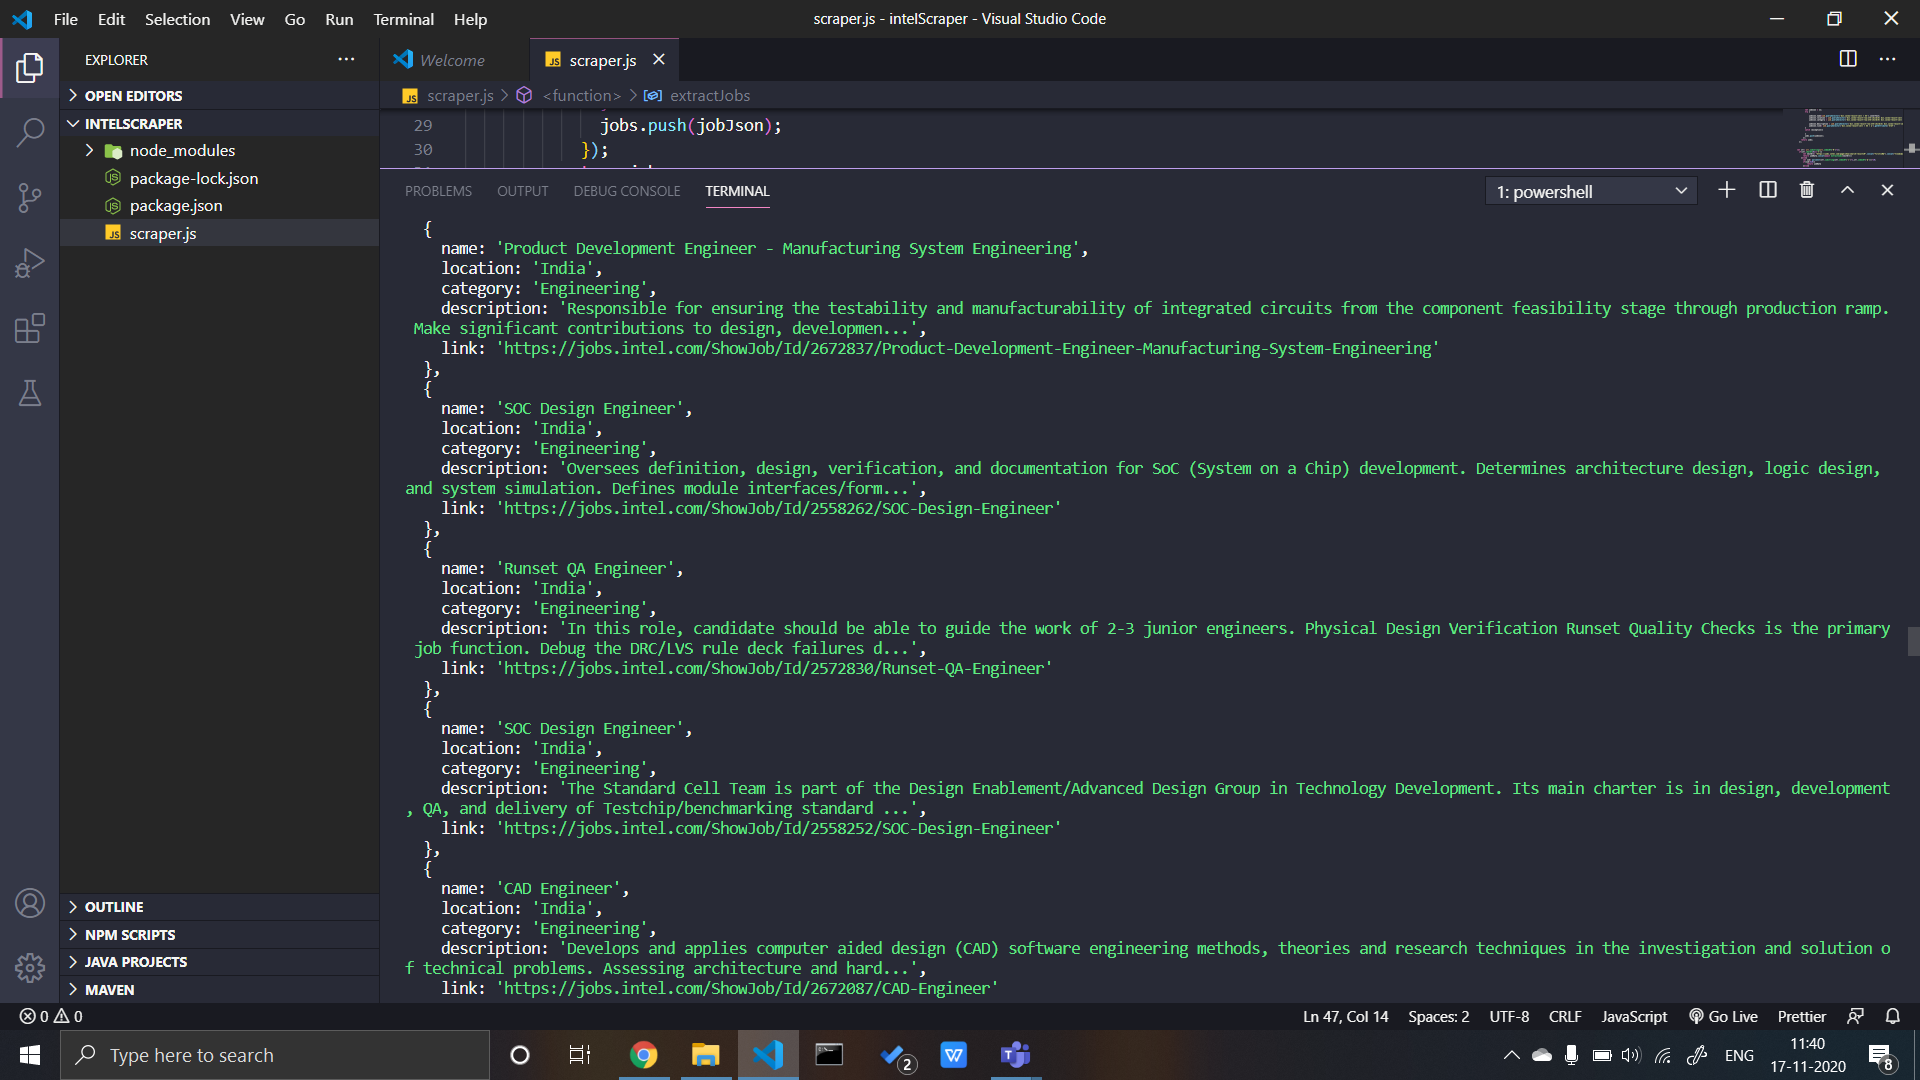 File Edit Selection View Go Run Terminal Help
scraper.js - intelScraper - Visual Studio Code
EXPLORER
OPEN EDITORS
INTELSCRAPER
node_modules
package-lock.json
package.json
scraper.js
OUTLINE
NPM SCRIPTS
JAVA PROJECTS
MAVEN
Welcome
scraper.js
scraper.js > <function> > extractJobs
29 jobs.push(jobJson);
30 });
PROBLEMS OUTPUT DEBUG CONSOLE TERMINAL
1: powershell
{
name: 'Product Development Engineer - Manufacturing System Engineering',
location: 'India',
category: 'Engineering',
description: 'Responsible for ensuring the testability and manufacturability of integrated circuits from the component feasibility stage through production ramp.
Make significant contributions to design, developmen...',
link: 'https://jobs.intel.com/ShowJob/Id/2672837/Product-Development-Engineer-Manufacturing-System-Engineering'
},
{
name: 'SOC Design Engineer',
location: 'India',
category: 'Engineering',
description: 'Oversees definition, design, verification, and documentation for SoC (System on a Chip) development. Determines architecture design, logic design,
and system simulation. Defines module interfaces/form...',
link: 'https://jobs.intel.com/ShowJob/Id/2558262/SOC-Design-Engineer'
},
{
name: 'Runset QA Engineer',
location: 'India',
category: 'Engineering',
description: 'In this role, candidate should be able to guide the work of 2-3 junior engineers. Physical Design Verification Runset Quality Checks is the primary
job function. Debug the DRC/LVS rule deck failures d...',
link: 'https://jobs.intel.com/ShowJob/Id/2572830/Runset-QA-Engineer'
},
{
name: 'SOC Design Engineer',
location: 'India',
category: 'Engineering',
description: 'The Standard Cell Team is part of the Design Enablement/Advanced Design Group in Technology Development. Its main charter is in design, development
, QA, and delivery of Testchip/benchmarking standard ...',
link: 'https://jobs.intel.com/ShowJob/Id/2558252/SOC-Design-Engineer'
},
{
name: 'CAD Engineer',
location: 'India',
category: 'Engineering',
description: 'Develops and applies computer aided design (CAD) software engineering methods, theories and research techniques in the investigation and solution o
f technical problems. Assessing architecture and hard...',
link: 'https://jobs.intel.com/ShowJob/Id/2672087/CAD-Engineer'
0 0
Ln 47, Col 14 Spaces: 2 UTF-8 CRLF JavaScript Go Live Prettier
Type here to search
2
ENG
11:40
17-11-2020
8